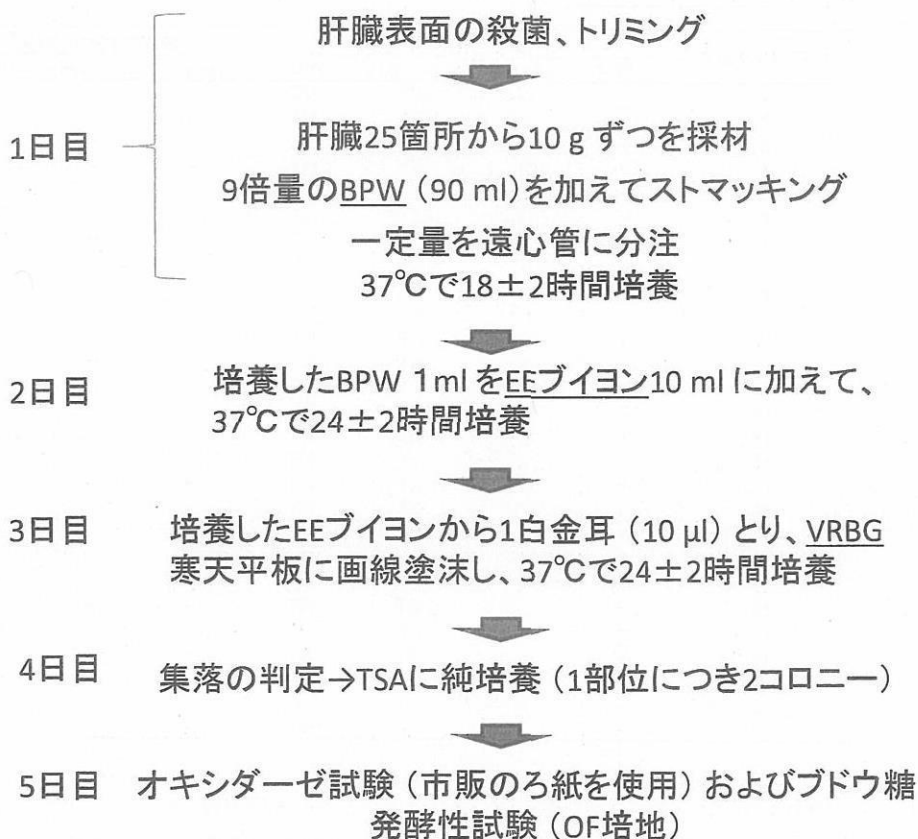 肝臓表面の殺菌、トリミング
1日目
肝臓25箇所から10 g ずつを採材
9倍量のBPW（90 ml）を加えてストマッキング
一定量を遠心管に分注
37℃で18±2時間培養
2日目
培養したBPW 1ml をEEブイヨン10 ml に加えて、
37℃で24±2時間培養
3日目
培養したEEブイヨンから1白金耳（10 µl）とり、VRBG
寒天平板に画線塗沫し、37℃で24±2時間培養
4日目
集落の判定→TSAに純培養（1部位につき2コロニー）
5日目
オキシダーゼ試験（市販のろ紙を使用）およびブドウ糖
発酵性試験（OF培地）